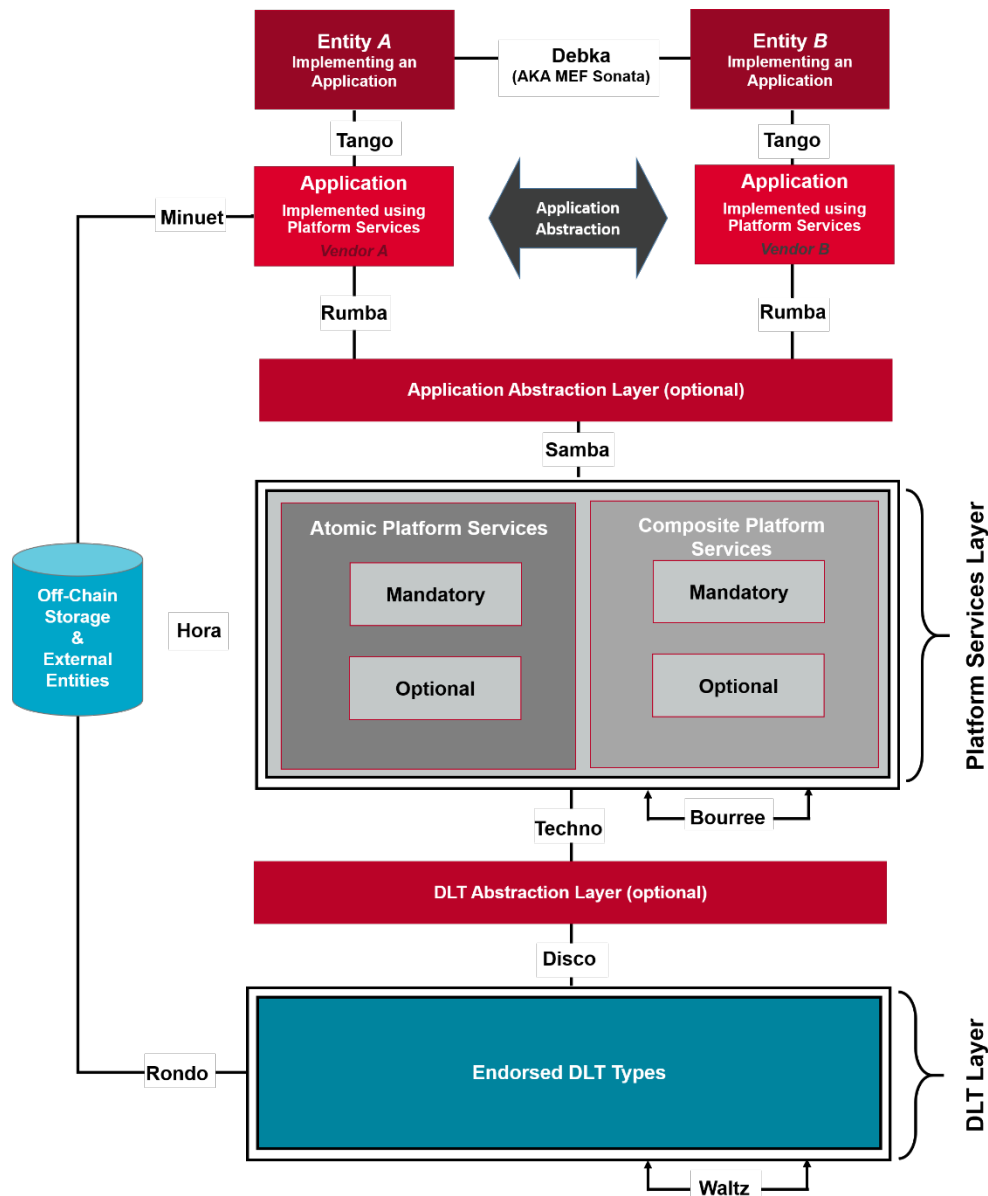 Entity A
Implementing an
Application
Debka
(AKA MEF Sonata)
Entity B
Implementing an
Application
Tango
Tango
Minuet
Application
Implemented using
Platform Services
Vendor A
Application
Abstraction
Application
Implemented using
Platform Services
Vendor B
Rumba
Rumba
Application Abstraction Layer (optional)
Samba
Atomic Platform Services
Mandatory
Optional
Composite Platform
Services
Mandatory
Optional
Platform Services Layer
Off-Chain
Storage
&
External
Entities
Hora
Techno
Bourree
DLT Abstraction Layer (optional)
Disco
Rondo
Endorsed DLT Types
DLT Layer
Waltz